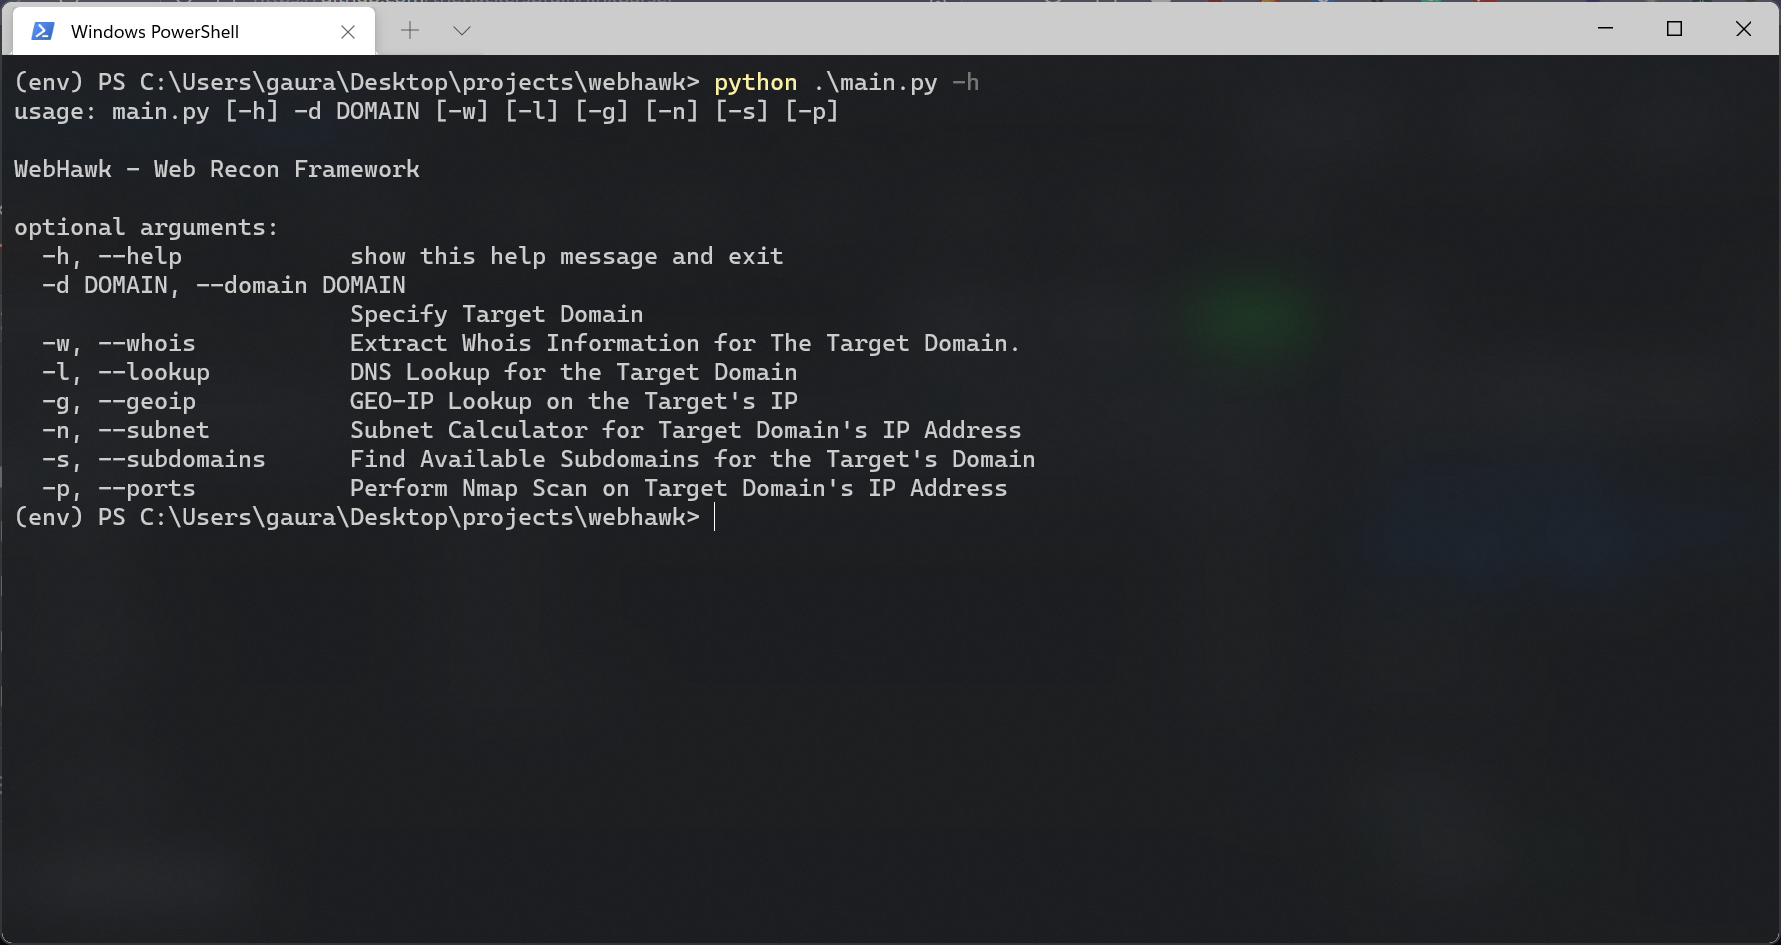 Windows PowerShell
(env) PS C:\Users\gaura\Desktop\projects\webhawk> python .\main.py -h
usage: main.py [-h] -d DOMAIN [-w] [-l] [-g] [-n] [-s] [-p]
WebHawk - Web Recon Framework
optional arguments:
-h, --help show this help message and exit
-d DOMAIN, --domain DOMAIN
Specify Target Domain
-w, --whois Extract Whois Information for The Target Domain.
-l, --lookup DNS Lookup for the Target Domain
-g, --geoip GEO-IP Lookup on the Target's IP
-n, --subnet Subnet Calculator for Target Domain's IP Address
-s, --subdomains Find Available Subdomains for the Target's Domain
-p, --ports Perform Nmap Scan on Target Domain's IP Address
(env) PS C:\Users\gaura\Desktop\projects\webhawk>